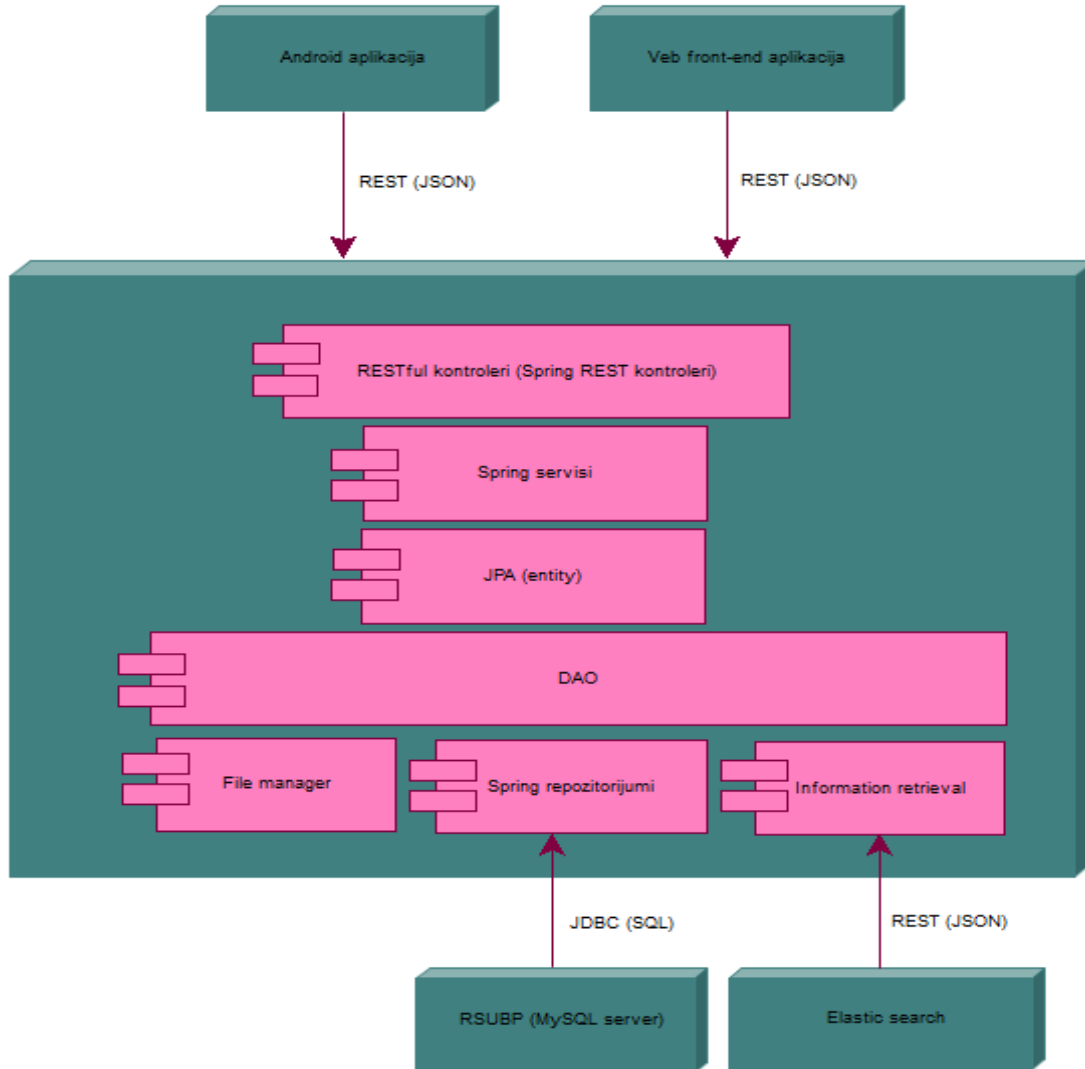 Android aplikacija
Veb front-end aplikacija
REST (JSON)
REST (JSON)
RESTful kontroleri (Spring REST kontroleri)
Spring servisi
JPA (entity)
DAO
File manager
Spring repozitorijumi
Information retrieval
JDBC (SQL)
REST (JSON)
RSUBP (MySQL server)
Elastic search